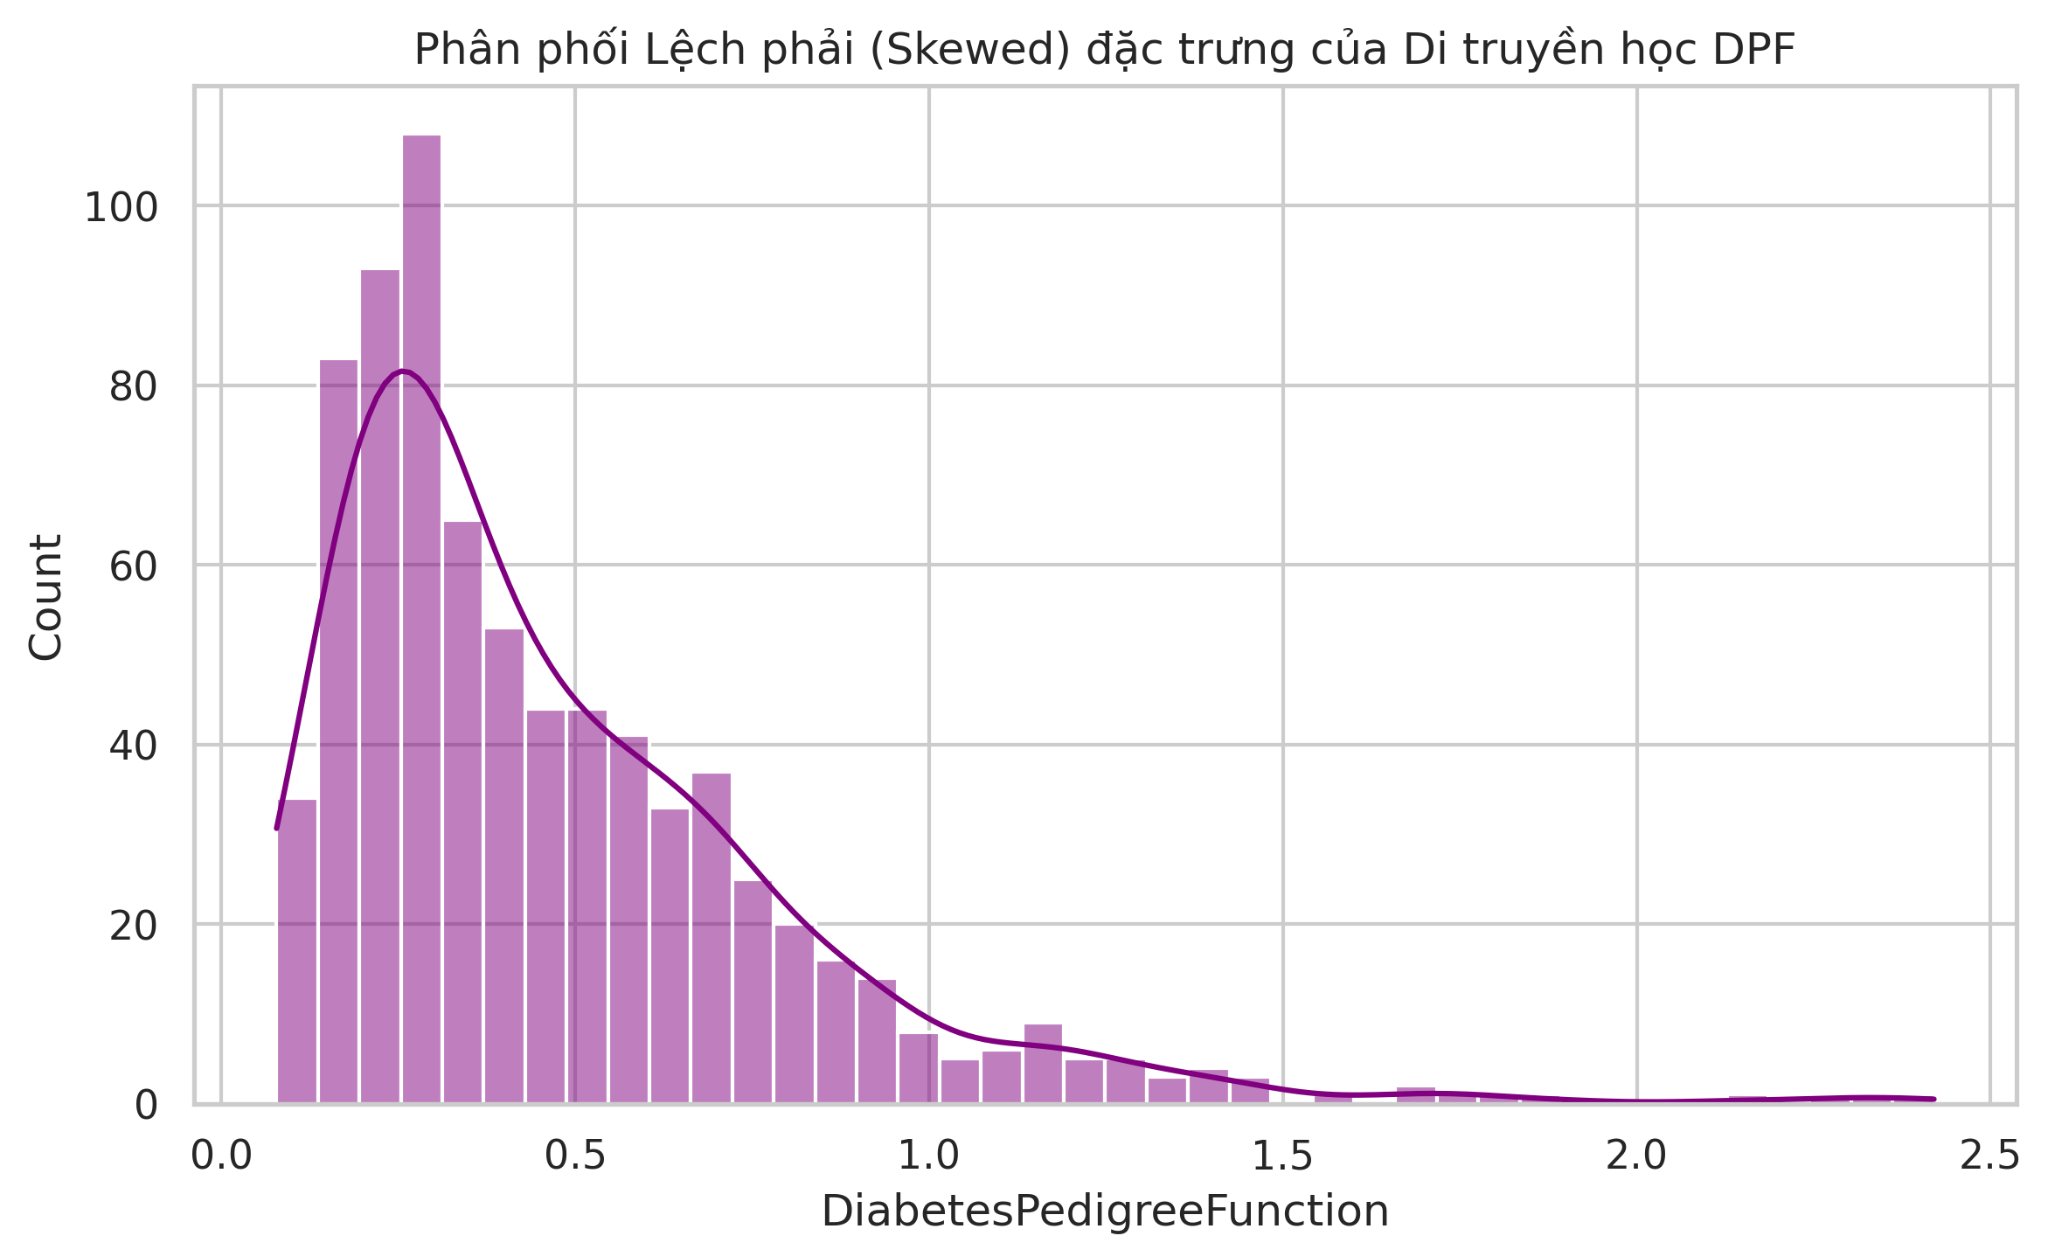 Phân phối Lệch phải (Skewed) đặc trưng của Di truyền học DPF
Count
100
80
60
40
20
0
0.0 0.5 1.0 1.5 2.0 2.5
DiabetesPedigreeFunction